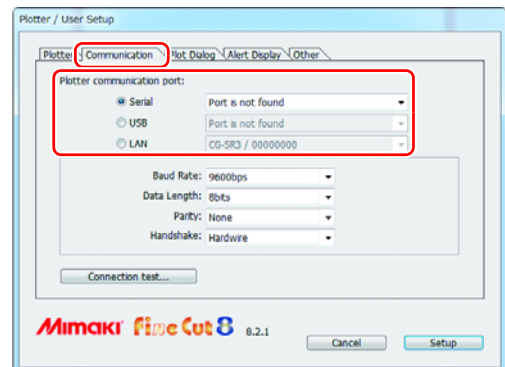 Plotter / User Setup
Plotter Communication Plot Dialog Alert Display Other
Plotter communication port:
Serial Port is not found
USB Port is not found
LAN CG-SR3 / 00000000
Baud Rate: 9600bps
Data Length: 8bits
Parity: None
Handshake: Hardwire
Connection test...
Mimaki Fine Cut 8 8.2.1
Cancel Setup